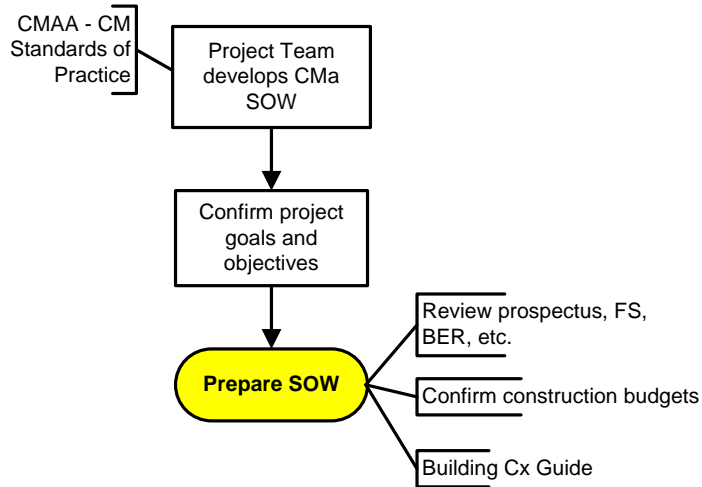 CMAA - CM
Standards of
Practice
Project Team
develops CMa
SOW
Confirm project
goals and
objectives
Prepare SOW
Review prospectus, FS,
BER, etc.
Confirm construction budgets
Building Cx Guide